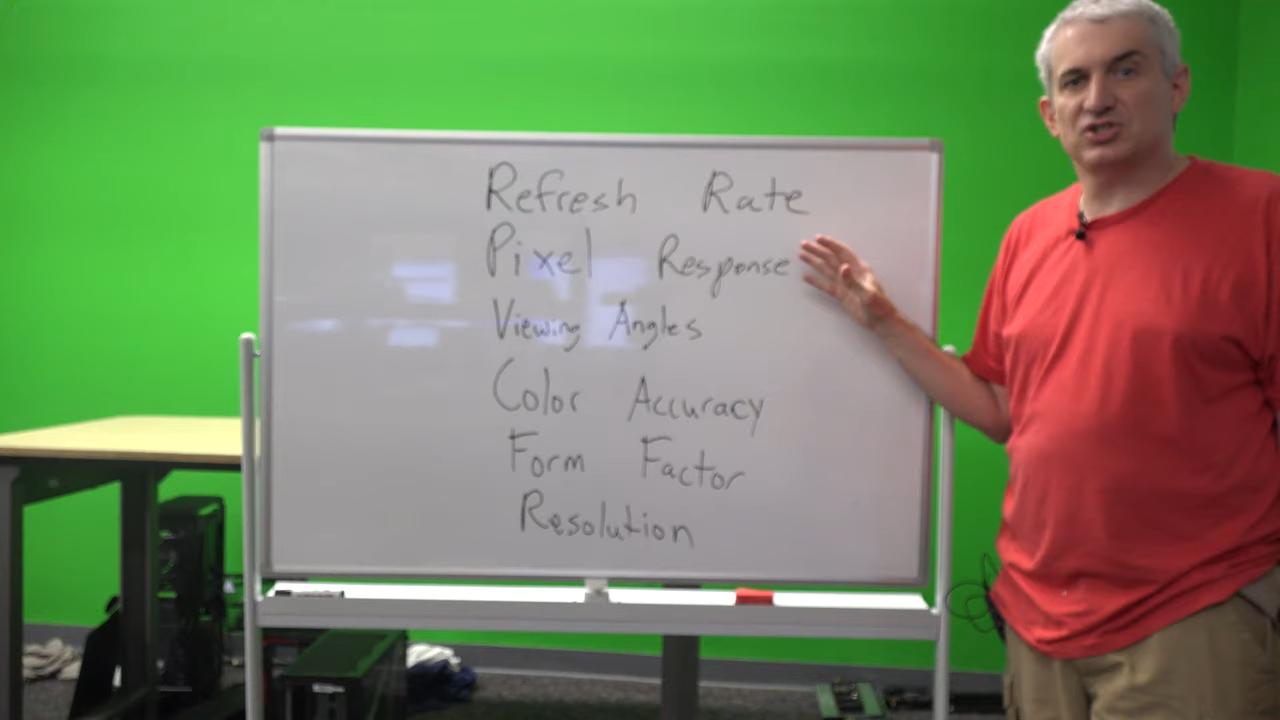 Refresh Rate
Pixel Response
Viewing Angles
Color Accuracy
Form Factor
Resolution